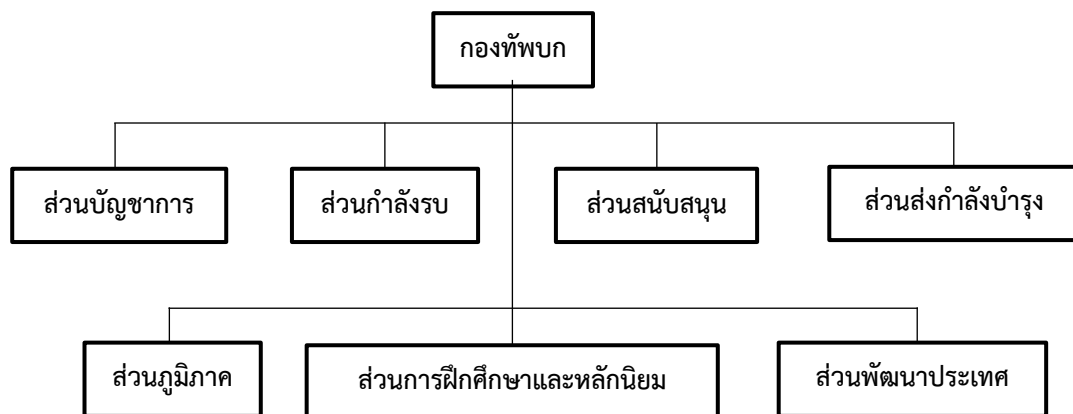 กองทัพบก
ส่วนบัญชาการ
ส่วนกำลังรบ
ส่วนสนับสนุน
ส่วนส่งกำลังบำรุง
ส่วนภูมิภาค
ส่วนการฝึกศึกษาและหลักนิยม
ส่วนพัฒนาประเทศ